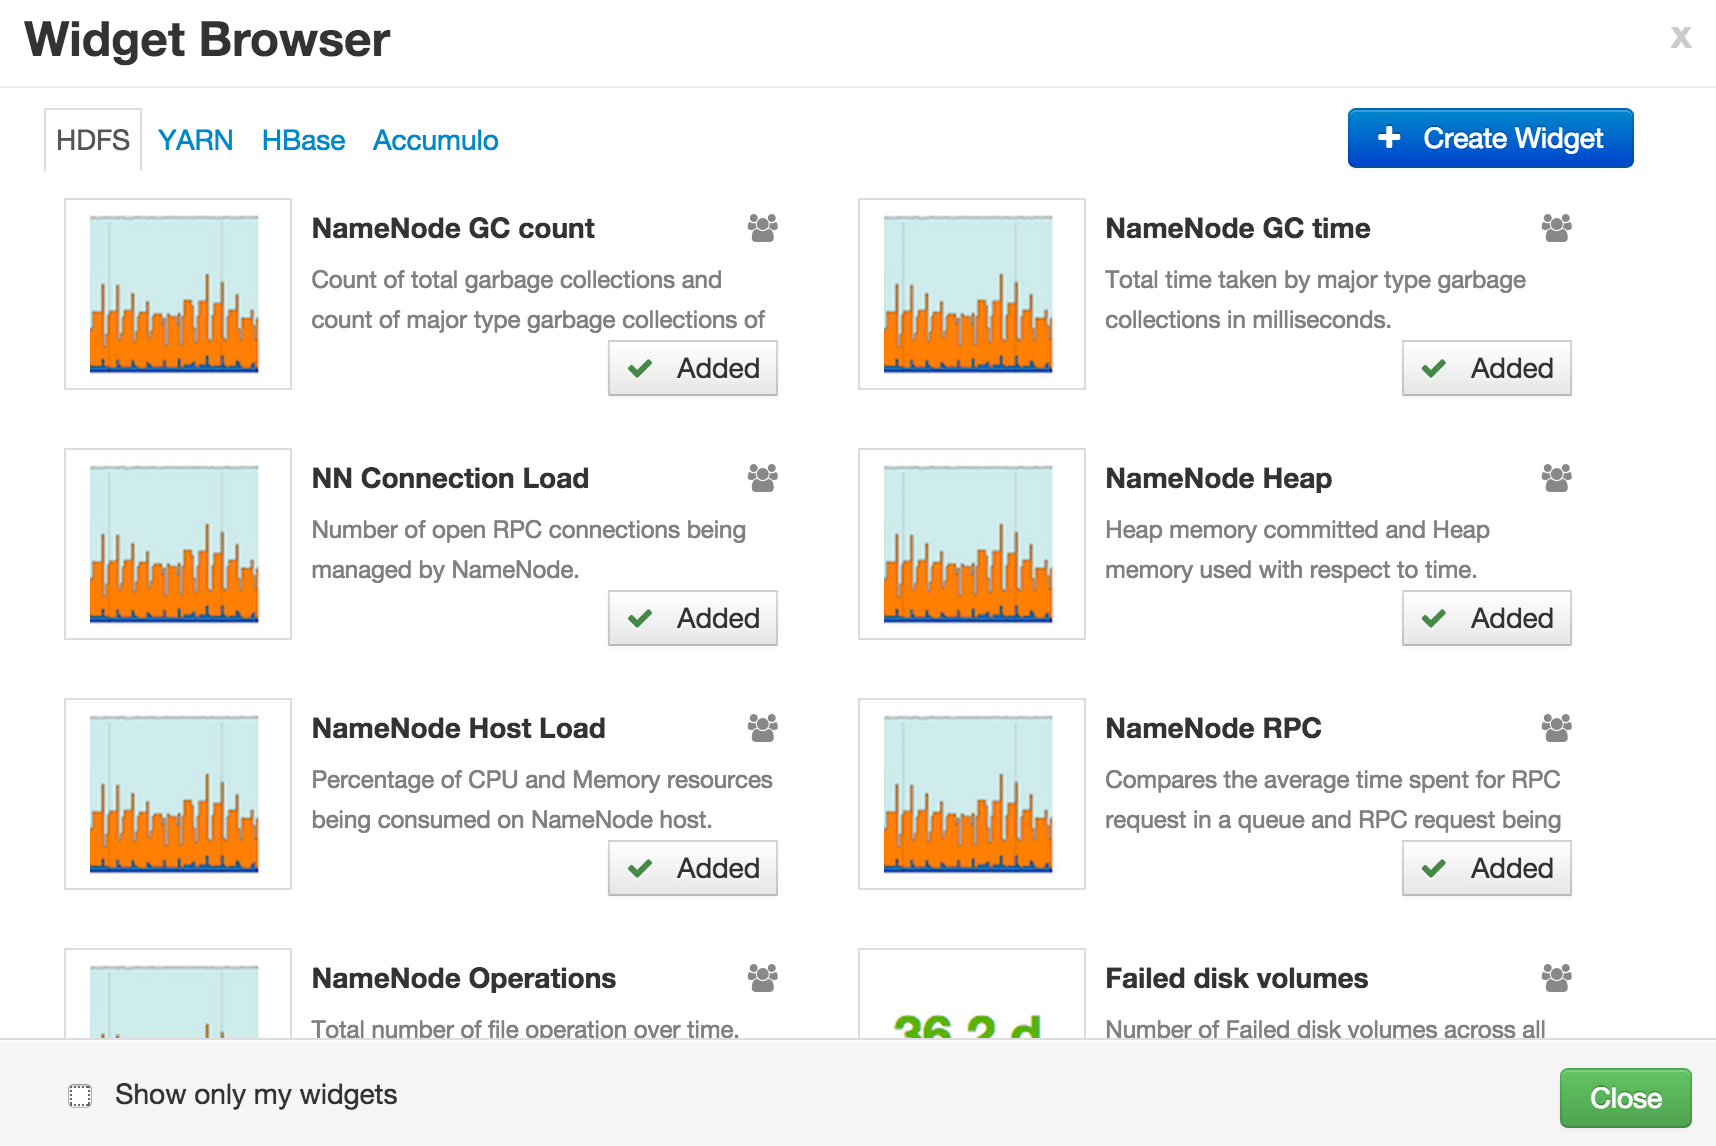 Widget Browser
x
HDFS YARN HBase Accumulo
+ Create Widget
NameNode GC count
Count of total garbage collections and
count of major type garbage collections of
Added
NameNode GC time
Total time taken by major type garbage
collections in milliseconds.
Added
NN Connection Load
Number of open RPC connections being
managed by NameNode.
Added
NameNode Heap
Heap memory committed and Heap
memory used with respect to time.
Added
NameNode Host Load
Percentage of CPU and Memory resources
being consumed on NameNode host.
Added
NameNode RPC
Compares the average time spent for RPC
request in a queue and RPC request being
Added
NameNode Operations
Total number of file operation over time.
36.2 d
Failed disk volumes
Number of Failed disk volumes across all
Show only my widgets
Close